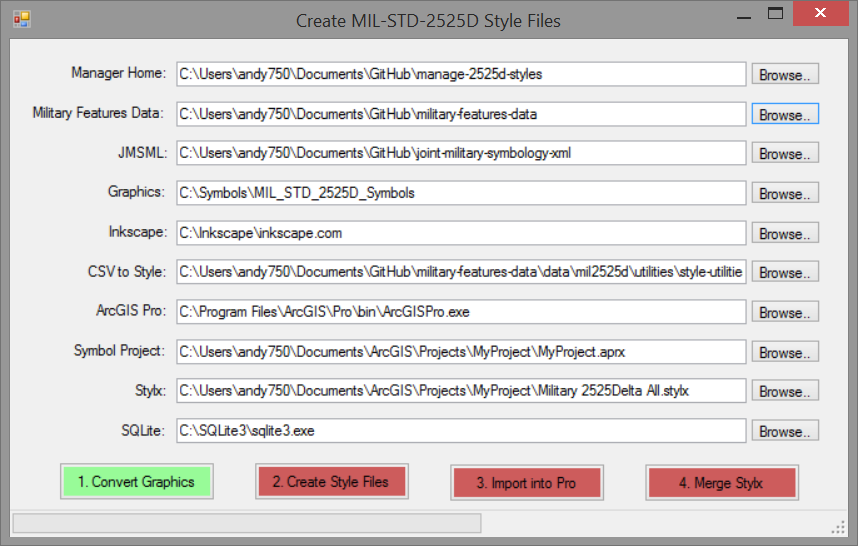 Create MIL-STD-2525D Style Files
Manager Home: C:\Users\andy750\Documents\GitHub\manage-2525d-styles Browse..
Military Features Data: C:\Users\andy750\Documents\GitHub\military-features-data Browse..
JMSML: C:\Users\andy750\Documents\GitHub\joint-military-symbology-xml Browse..
Graphics: C:\Symbols\MIL_STD_2525D_Symbols Browse..
Inkscape: C:\Inkscape\inkscape.com Browse..
CSV to Style: C:\Users\andy750\Documents\GitHub\military-features-data\data\mil2525d\utilities\style-utilitie Browse..
ArcGIS Pro: C:\Program Files\ArcGIS\Pro\bin\ArcGISPro.exe Browse..
Symbol Project: C:\Users\andy750\Documents\ArcGIS\Projects\MyProject\MyProject.aprx Browse..
Stylx: C:\Users\andy750\Documents\ArcGIS\Projects\MyProject\Military 2525Delta All.stylx Browse..
SQLite: C:\SQLite3\sqlite3.exe Browse..
1. Convert Graphics 2. Create Style Files 3. Import into Pro 4. Merge Stylx